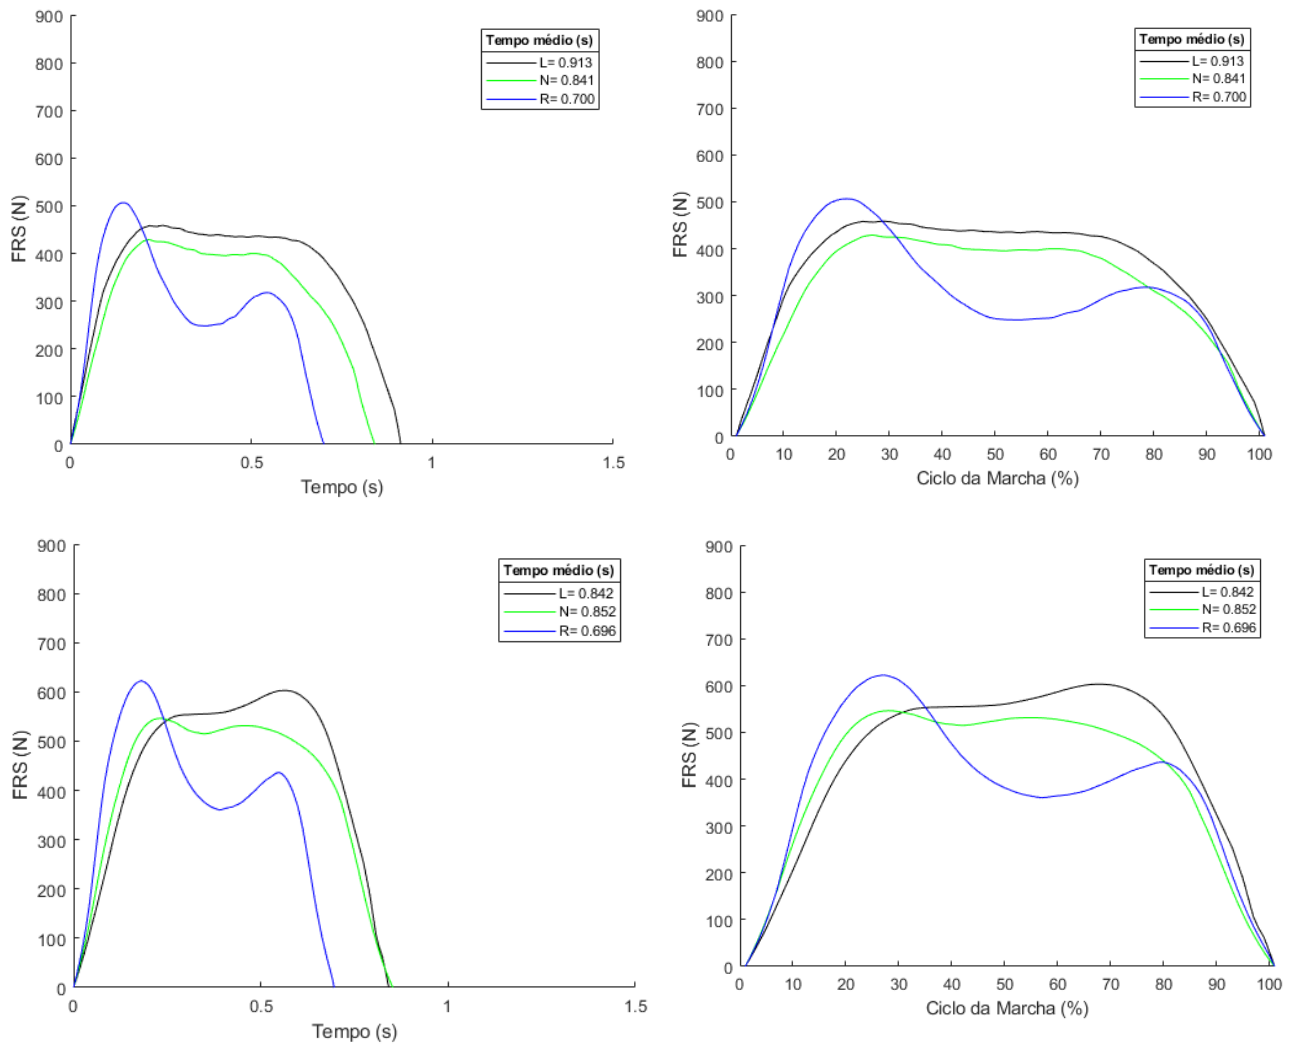 900
800
700
600
500
400
300
200
100
0
FRS (N)
0
0.5
1
1.5
Tempo (s)
Tempo médio (s)
L= 0.913
N= 0.841
R= 0.700
900
800
700
600
500
400
300
200
100
0
FRS (N)
0 10 20 30 40 50 60 70 80 90 100
Ciclo da Marcha (%)
Tempo médio (s)
L= 0.913
N= 0.841
R= 0.700
900
800
700
600
500
400
300
200
100
0
FRS (N)
0
0.5
1
1.5
Tempo (s)
Tempo médio (s)
L= 0.842
N= 0.852
R= 0.696
900
800
700
600
500
400
300
200
100
0
FRS (N)
0 10 20 30 40 50 60 70 80 90 100
Ciclo da Marcha (%)
Tempo médio (s)
L= 0.842
N= 0.852
R= 0.696